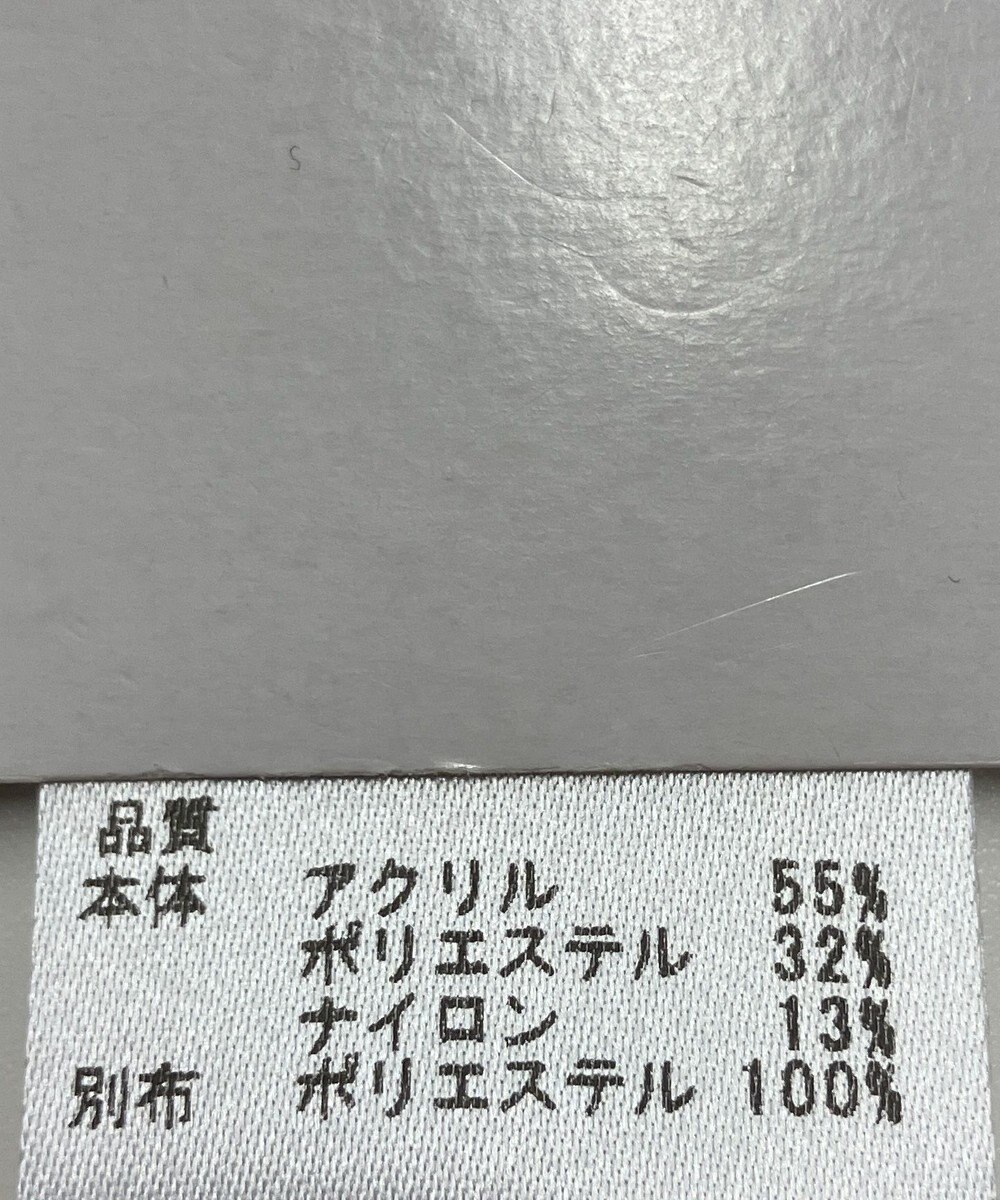 品質
本体 アクリル 55%
ポリエステル 32%
ナイロン 13%
別布 ポリエステル 100%